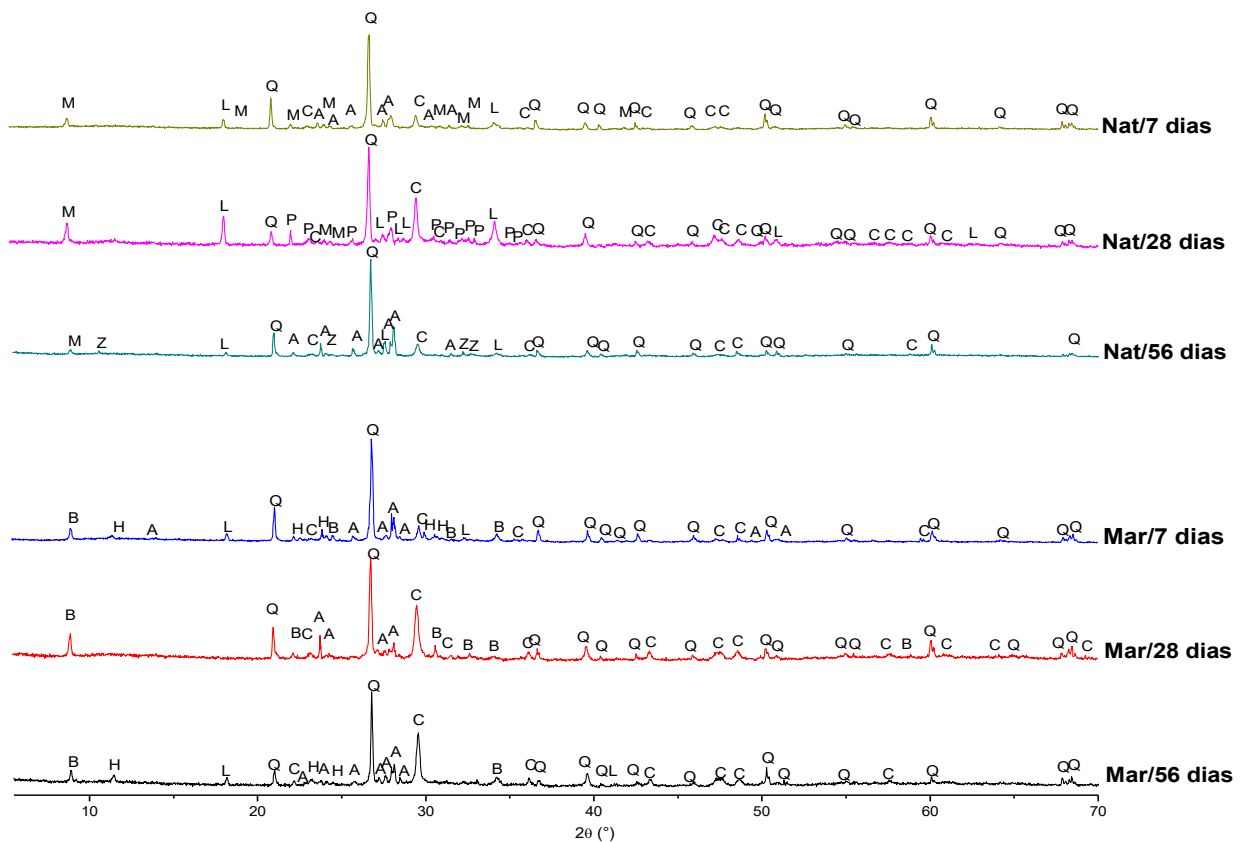 Q
M L M Q M C A M A A A A C A M A M M L C Q Q Q M Q C Q C C Q Q Q Q Q Q Q Q
Nat/7 dias
Q
M L Q P P C M M P L P L L C P C P P P P L P P C Q Q Q C Q C C C Q Q L Q Q C C C Q C L Q Q Q
Nat/28 dias
Q
M Z L Q A C A Z A A L A A C A Z Z L C Q Q Q Q Q C C Q Q Q C Q Q
Nat/56 dias
Q
B H A L Q H C H B A A A A C H H B L B C Q Q Q Q Q Q C C A Q A Q C Q Q Q Q
Mar/7 dias
Q
B Q B C A A A A C B C B B C Q Q Q Q C Q C C Q Q Q Q C B Q C C Q Q Q C
Mar/28 dias
Q
B H L Q C A H A H A A A A A C B C Q Q Q L Q C Q C C Q Q Q C Q Q Q
Mar/56 dias
10 20 30 40 50 60 70
2θ (°)